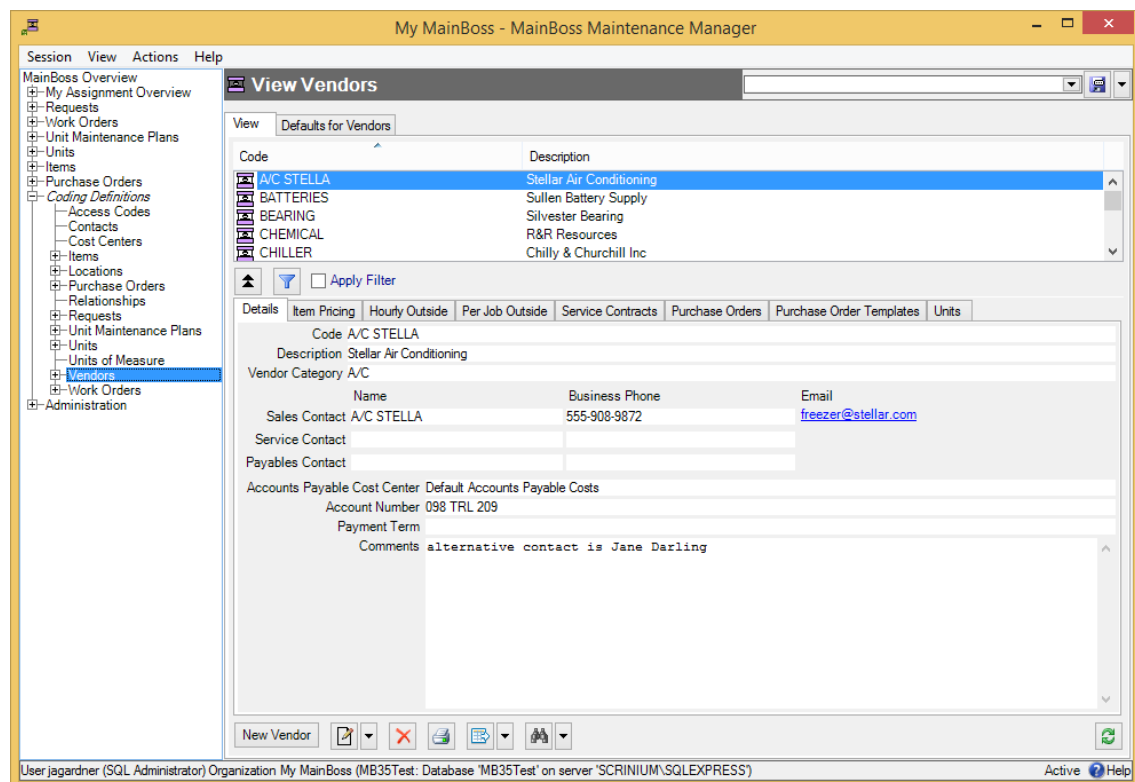 My MainBoss - MainBoss Maintenance Manager
Session View Actions Help
MainBoss Overview
My Assignment Overview
Requests
Work Orders
Unit Maintenance Plans
Units
Items
Purchase Orders
Coding Definitions
Access Codes
Contacts
Cost Centers
Items
Locations
Purchase Orders
Relationships
Requests
Unit Maintenance Plans
Units
Units of Measure
Vendors
Work Orders
Administration
View Vendors
View Defaults for Vendors
Code Description
A/C STELLA Stellar Air Conditioning
BATTERIES Sullen Battery Supply
BEARING Silvester Bearing
CHEMICAL R&R Resources
CHILLER Chilly & Churchill Inc
Apply Filter
Details Item Pricing Hourly Outside Per Job Outside Service Contracts Purchase Orders Purchase Order Templates Units
Code A/C STELLA
Description Stellar Air Conditioning
Vendor Category A/C
Name Business Phone Email
Sales Contact A/C STELLA 555-908-9872 freezer@stellar.com
Service Contact
Payables Contact
Accounts Payable Cost Center Default Accounts Payable Costs
Account Number 098 TRL 209
Payment Term
Comments alternative contact is Jane Darling
New Vendor
User jagardner (SQL Administrator) Organization My MainBoss (MB35Test: Database 'MB35Test' on server 'SCRINIUM\SQLEXPRESS') Active Help